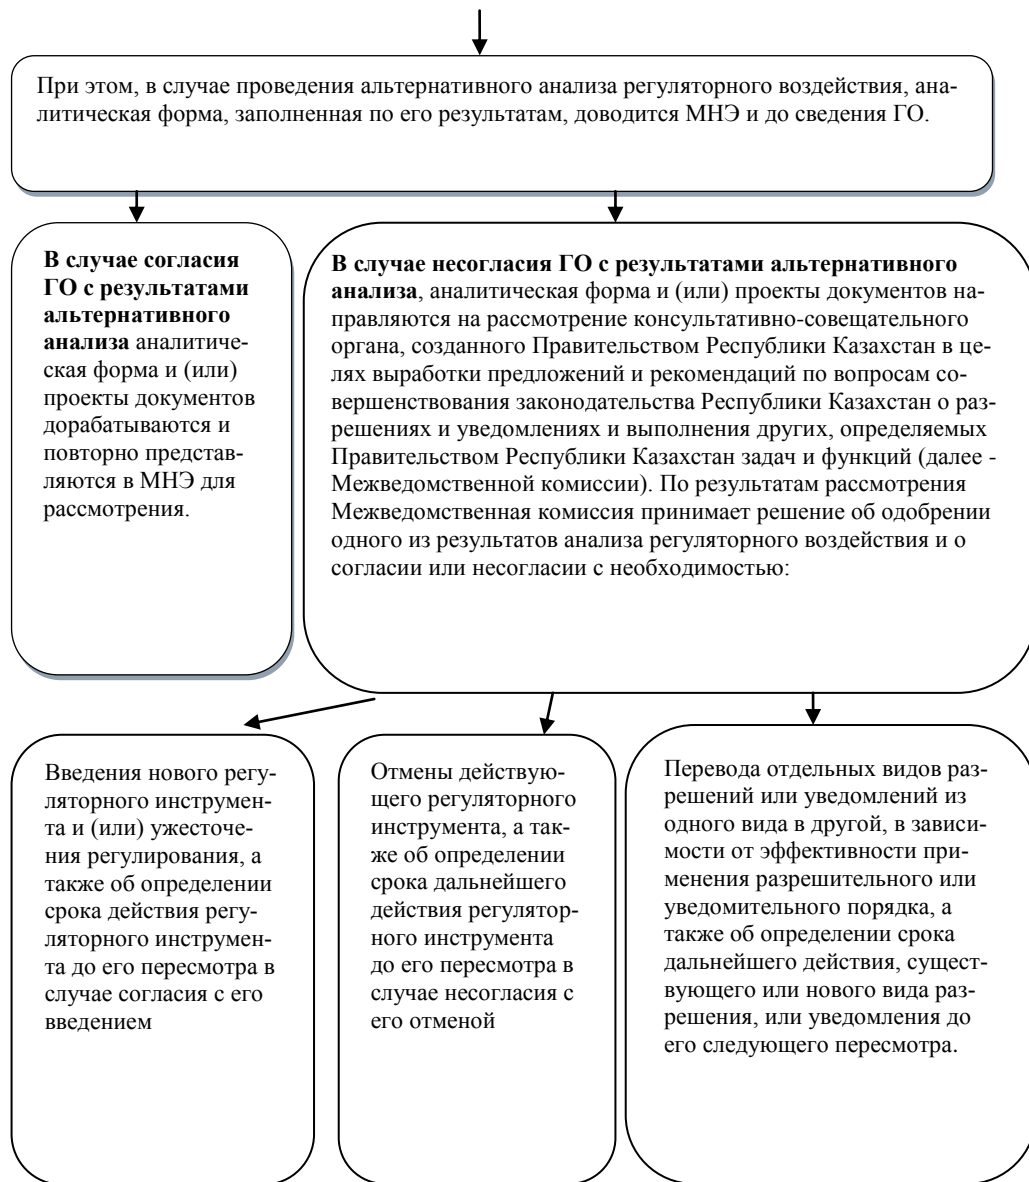 При этом, в случае проведения альтернативного анализа регуляторного воздействия, ана-
литическая форма, заполненная по его результатам, доводится МНЭ и до сведения ГО.
В случае согласия
ГО с результатами
альтернативного
анализа аналитиче-
ская форма и (или)
проекты документов
дорабатываются и
повторно представ-
ляются в МНЭ для
рассмотрения.
В случае несогласия ГО с результатами альтернативного
анализа, аналитическая форма и (или) проекты документов на-
правляются на рассмотрение консультативно-совещательного
органа, созданного Правительством Республики Казахстан в це-
лях выработки предложений и рекомендаций по вопросам со-
вершенствования законодательства Республики Казахстан о раз-
решениях и уведомлениях и выполнения других, определяемых
Правительством Республики Казахстан задач и функций (далее -
Межведомственной комиссии). По результатам рассмотрения
Межведомственная комиссия принимает решение об одобрении
одного из результатов анализа регуляторного воздействия и о
согласии или несогласии с необходимостью:
Введения нового регу-
ляторного инструмен-
та и (или) ужесточе-
ния регулирования, а
также об определении
срока действия регу-
ляторного инструмен-
та до его пересмотра в
случае согласия с его
введением
Отмены действую-
щего регуляторного
инструмента, а так-
же об определении
срока дальнейшего
действия регулятор-
ного инструмента
до его пересмотра в
случае несогласия с
его отменой
Перевода отдельных видов раз-
решений или уведомлений из
одного вида в другой, в зависи-
мости от эффективности при-
менения разрешительного или
уведомительного порядка, а
также об определении срока
дальнейшего действия, сущест-
вующего или нового вида раз-
решения, или уведомления до
его следующего пересмотра.